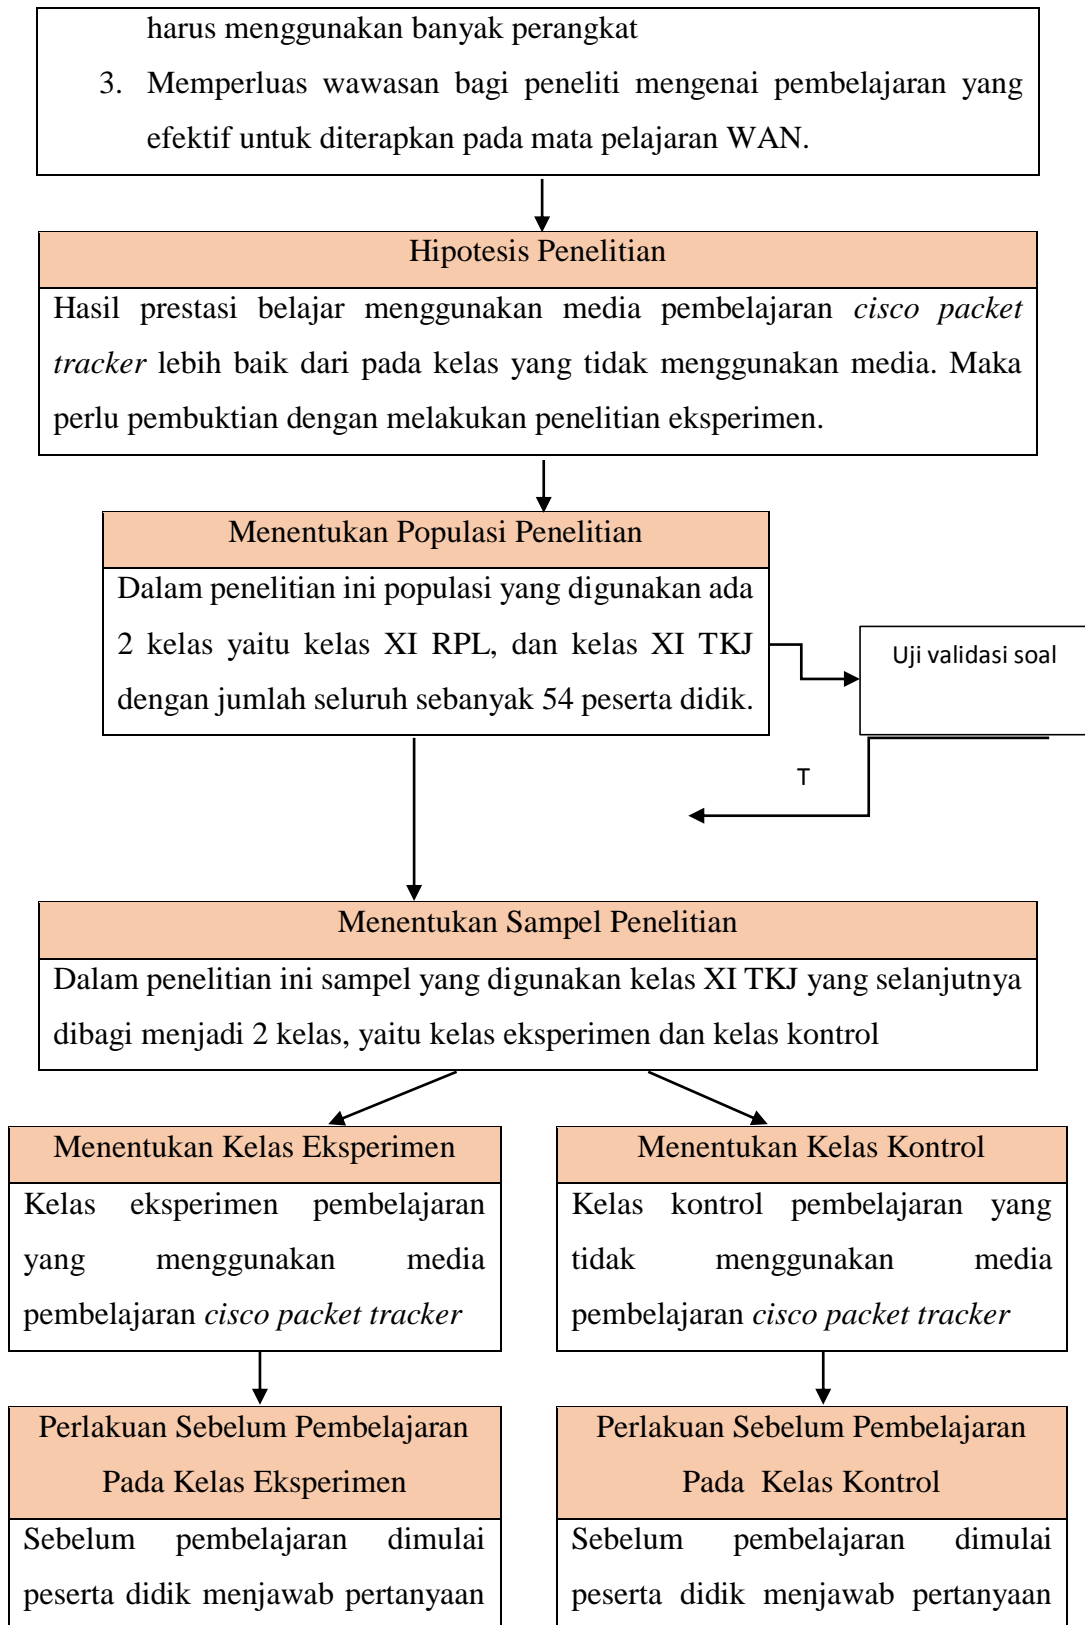 harus menggunakan banyak perangkat
3. Memperluas wawasan bagi peneliti mengenai pembelajaran yang
efektif untuk diterapkan pada mata pelajaran WAN.
Hipotesis Penelitian
Hasil prestasi belajar menggunakan media pembelajaran cisco packet
tracker lebih baik dari pada kelas yang tidak menggunakan media. Maka
perlu pembuktian dengan melakukan penelitian eksperimen.
Menentukan Populasi Penelitian
Dalam penelitian ini populasi yang digunakan ada
2 kelas yaitu kelas XI RPL, dan kelas XI TKJ
dengan jumlah seluruh sebanyak 54 peserta didik.
Uji validasi soal
T
Menentukan Sampel Penelitian
Dalam penelitian ini sampel yang digunakan kelas XI TKJ yang selanjutnya
dibagi menjadi 2 kelas, yaitu kelas eksperimen dan kelas kontrol
Menentukan Kelas Eksperimen
Kelas eksperimen pembelajaran
yang menggunakan media
pembelajaran cisco packet tracker
Menentukan Kelas Kontrol
Kelas kontrol pembelajaran yang
tidak menggunakan media
pembelajaran cisco packet tracker
Perlakuan Sebelum Pembelajaran
Pada Kelas Eksperimen
Sebelum pembelajaran dimulai
peserta didik menjawab pertanyaan
Perlakuan Sebelum Pembelajaran
Pada Kelas Kontrol
Sebelum pembelajaran dimulai
peserta didik menjawab pertanyaan